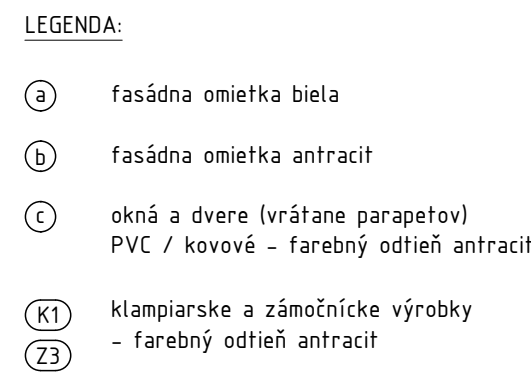 LEGENDA:
a fasádna omietka biela
b fasádna omietka antracit
c okná a dvere (vrátane parapetov)
PVC / kovové - farebný odtieň antracit
K1 klampiarske a zámočnícke výrobky
Z3 - farebný odtieň antracit